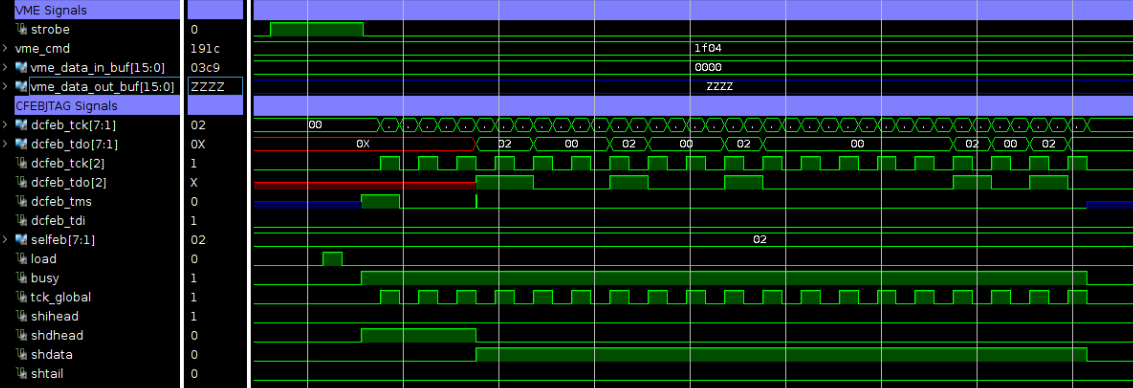 VME Signals
strobe 0
vme_cmd 191c 1f04
vme_data_in_buf[15:0] 03c9 0000
vme_data_out_buf[15:0] ZZZZ ZZZZ
CFEBJTAG Signals
dcfeb_tck[7:1] 02 00 . . . . . . . . . . . . . . . . . . . . . . . . . . . . . . . . . . . . .
dcfeb_tdo[7:1] 0X 0X 02 00 02 00 02 00 02 00 02
dcfeb_tck[2] 1
dcfeb_tdo[2] X
dcfeb_tms 0
dcfeb_tdi 1
selfeb[7:1] 02 02
load 0
busy 1
tck_global 1
shihead 1
shdhead 0
shdata 0
shtail 0